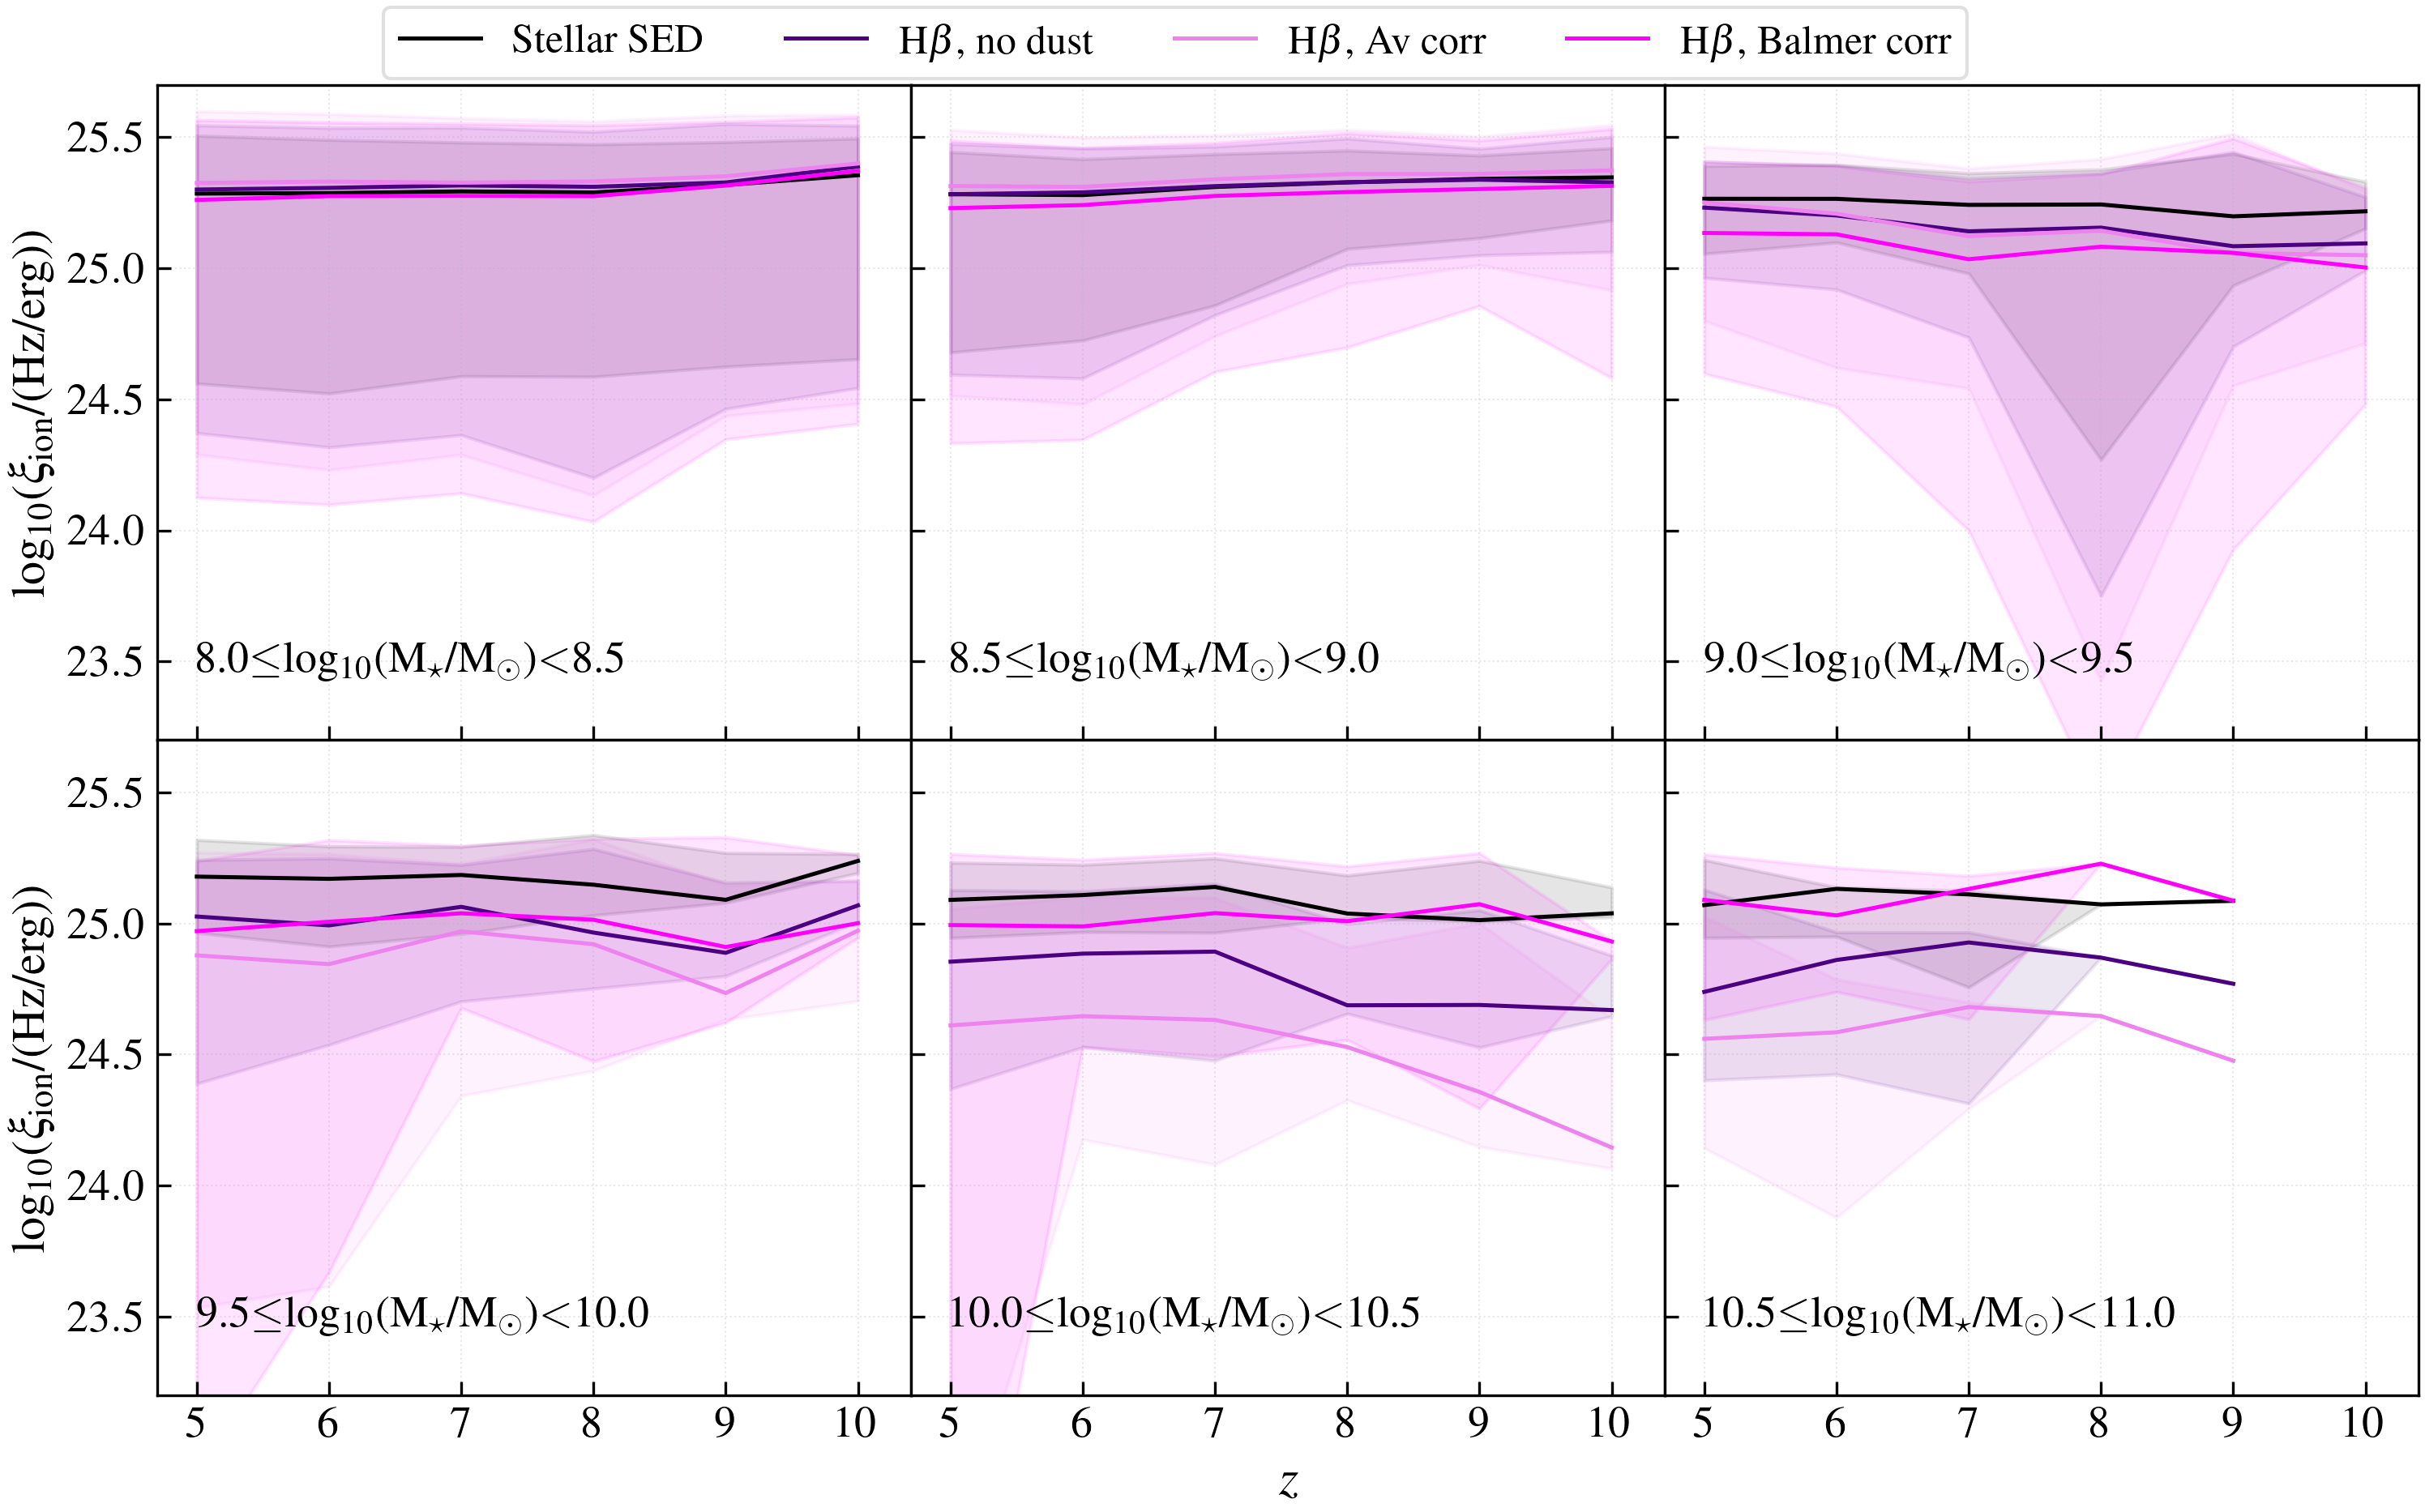 Stellar SED Hβ, no dust Hβ, Av corr Hβ, Balmer corr
log₁₀(ξᵢₒₙ/(Hz/erg))
25.5
25.0
24.5
24.0
23.5
8.0≤log₁₀(M⋆/M⊙)<8.5
8.5≤log₁₀(M⋆/M⊙)<9.0
9.0≤log₁₀(M⋆/M⊙)<9.5
log₁₀(ξᵢₒₙ/(Hz/erg))
25.5
25.0
24.5
24.0
23.5
9.5≤log₁₀(M⋆/M⊙)<10.0
10.0≤log₁₀(M⋆/M⊙)<10.5
10.5≤log₁₀(M⋆/M⊙)<11.0
5 6 7 8 9 10 5 6 7 8 9 10 5 6 7 8 9 10
z